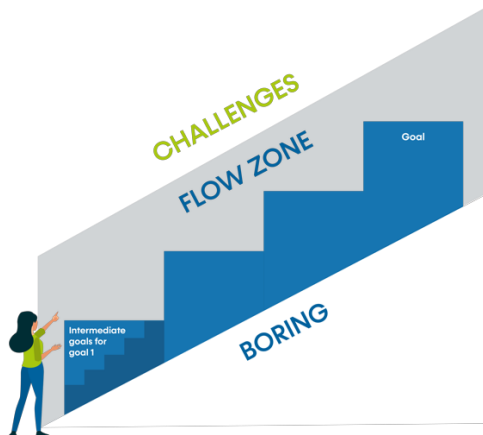 CHALLENGES
FLOW ZONE
Goal
Intermediate
goals for
goal 1
BORING